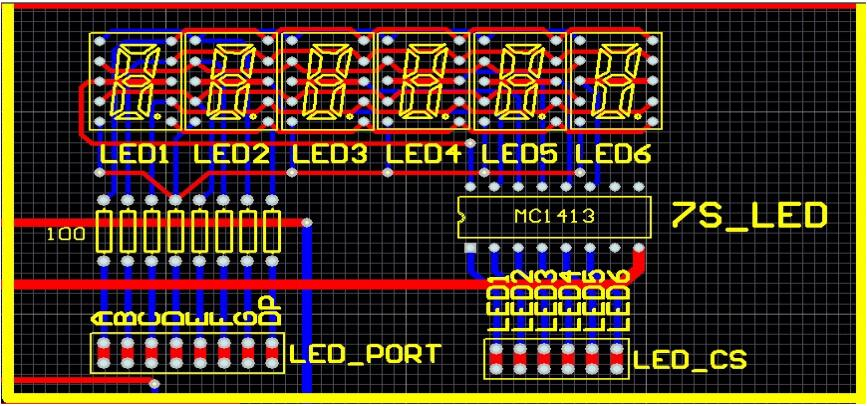 LED1 LED2 LED3 LED4 LED5 LED6
MC1413
7S_LED
100
LED1
LED2
LED3
LED4
LED5
LED6
A
B
C
D
E
F
G
DP
LED_PORT
LED_CS